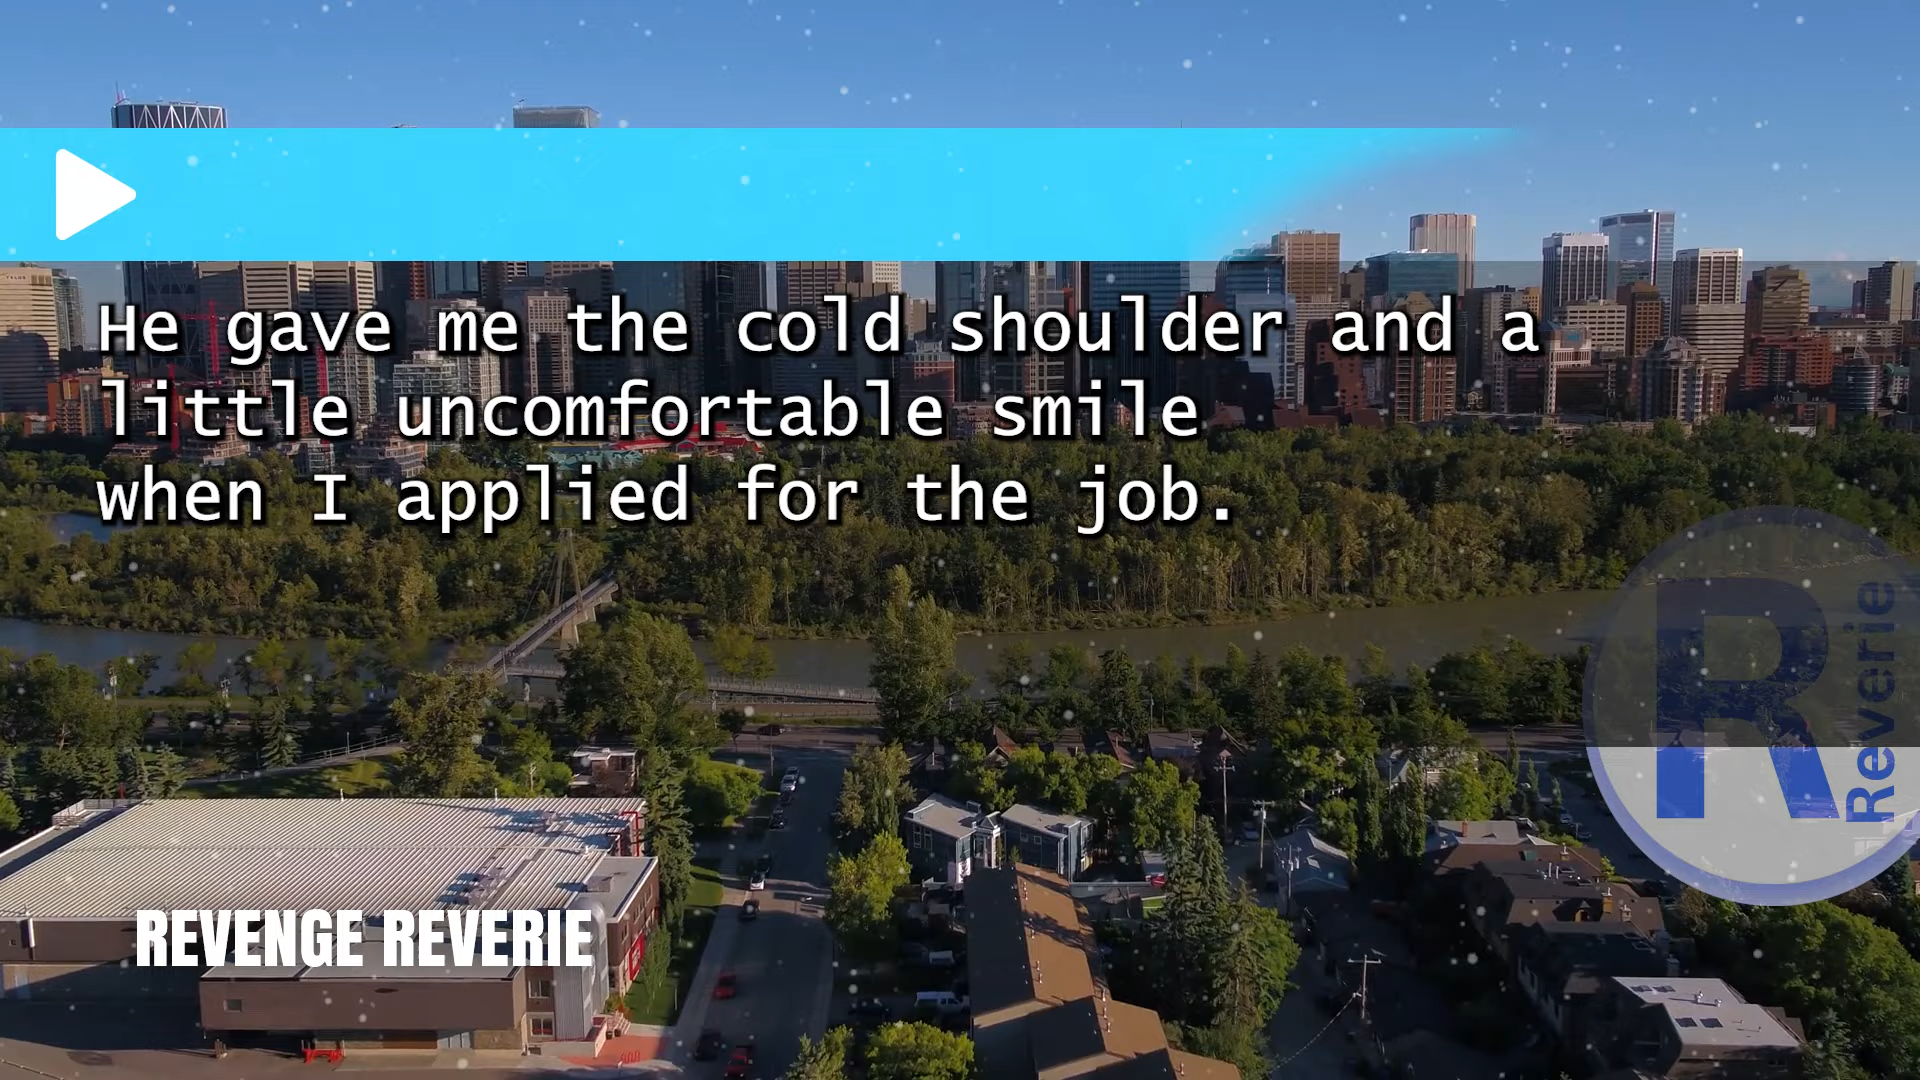 He gave me the cold shoulder and a
little uncomfortable smile
when I applied for the job.
R
Reverie
REVENGE REVERIE